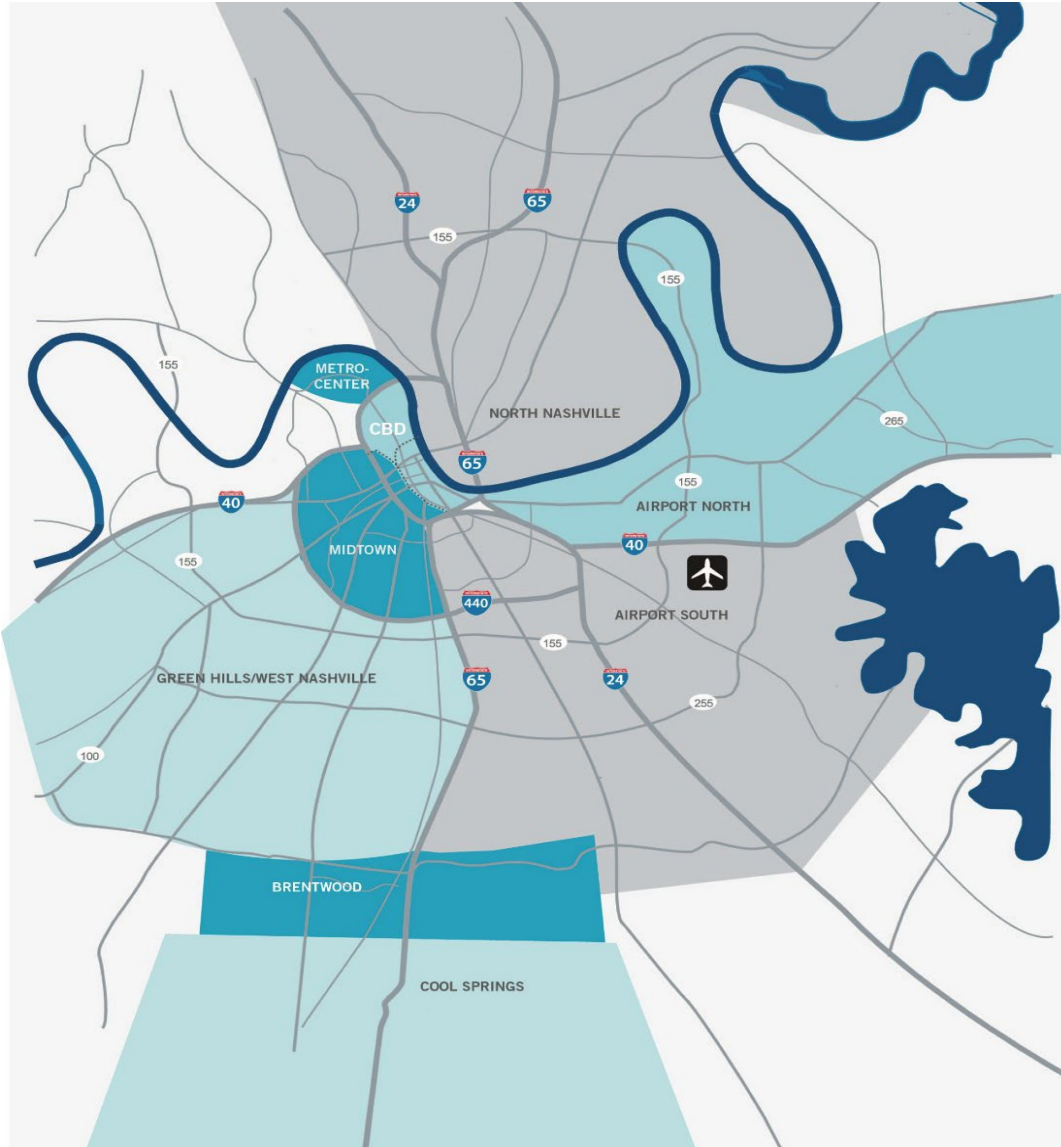 24
65
155
155
METRO-
CENTER
155
NORTH NASHVILLE
265
CBD
65
155
40
AIRPORT NORTH
40
MIDTOWN
155
AIRPORT SOUTH
440
155
GREEN HILLS/WEST NASHVILLE
65
24
255
100
BRENTWOOD
COOL SPRINGS